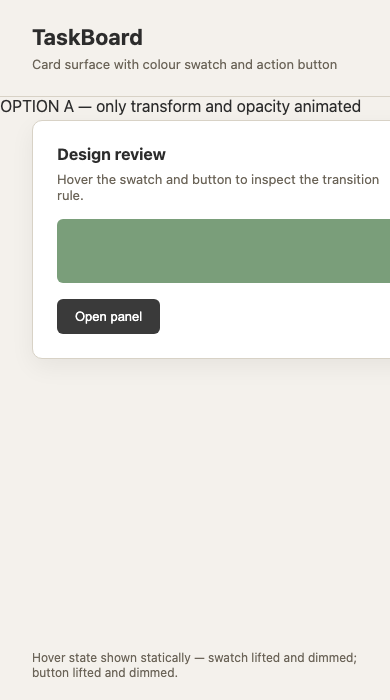 TaskBoard
Card surface with colour swatch and action button
OPTION A — only transform and opacity animated
Design review
Hover the swatch and button to inspect the transition
rule.
Open panel
Hover state shown statically — swatch lifted and dimmed;
button lifted and dimmed.